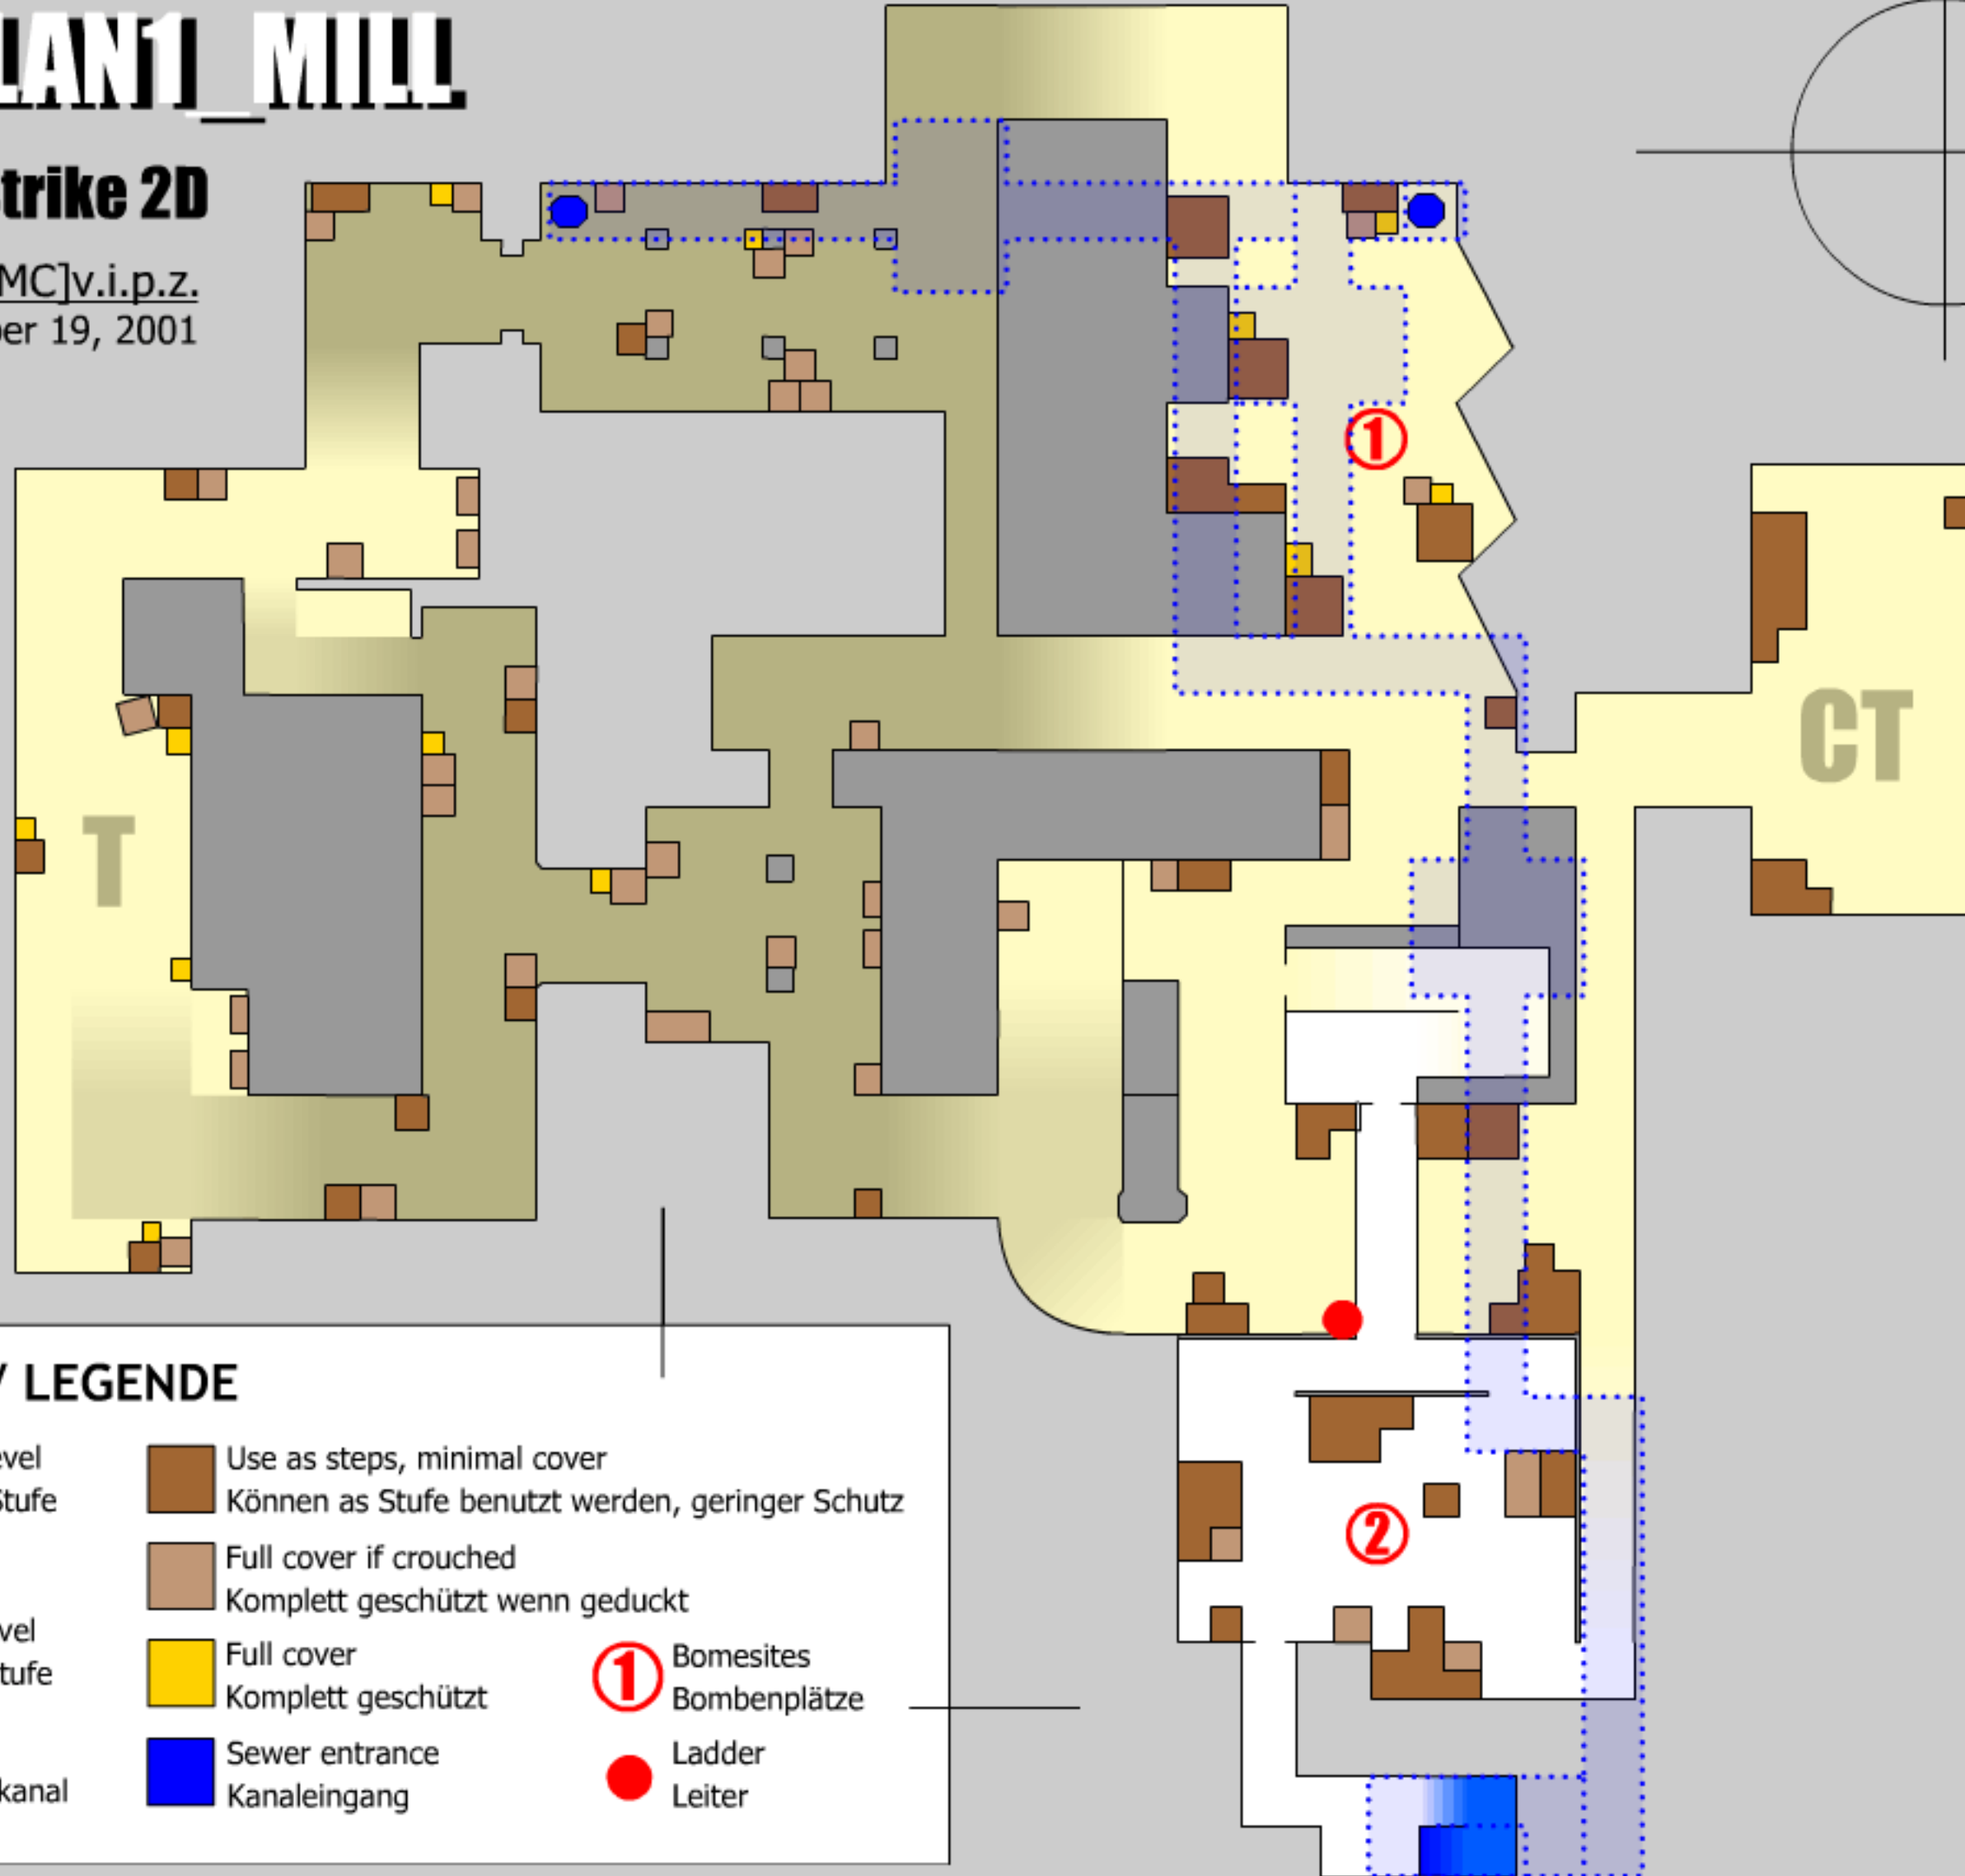 LAN1_MILL
trike 2D
MC]v.i.p.z.
er 19, 2001
1
CT
T
2
LEGENDE
vel
Stufe
vel
tufe
kanal
Use as steps, minimal cover
Können as Stufe benutzt werden, geringer Schutz
Full cover if crouched
Komplett geschützt wenn geduckt
Full cover
Komplett geschützt
Sewer entrance
Kanaleingang
1
Bomesites
Bombenplätze
Ladder
Leiter